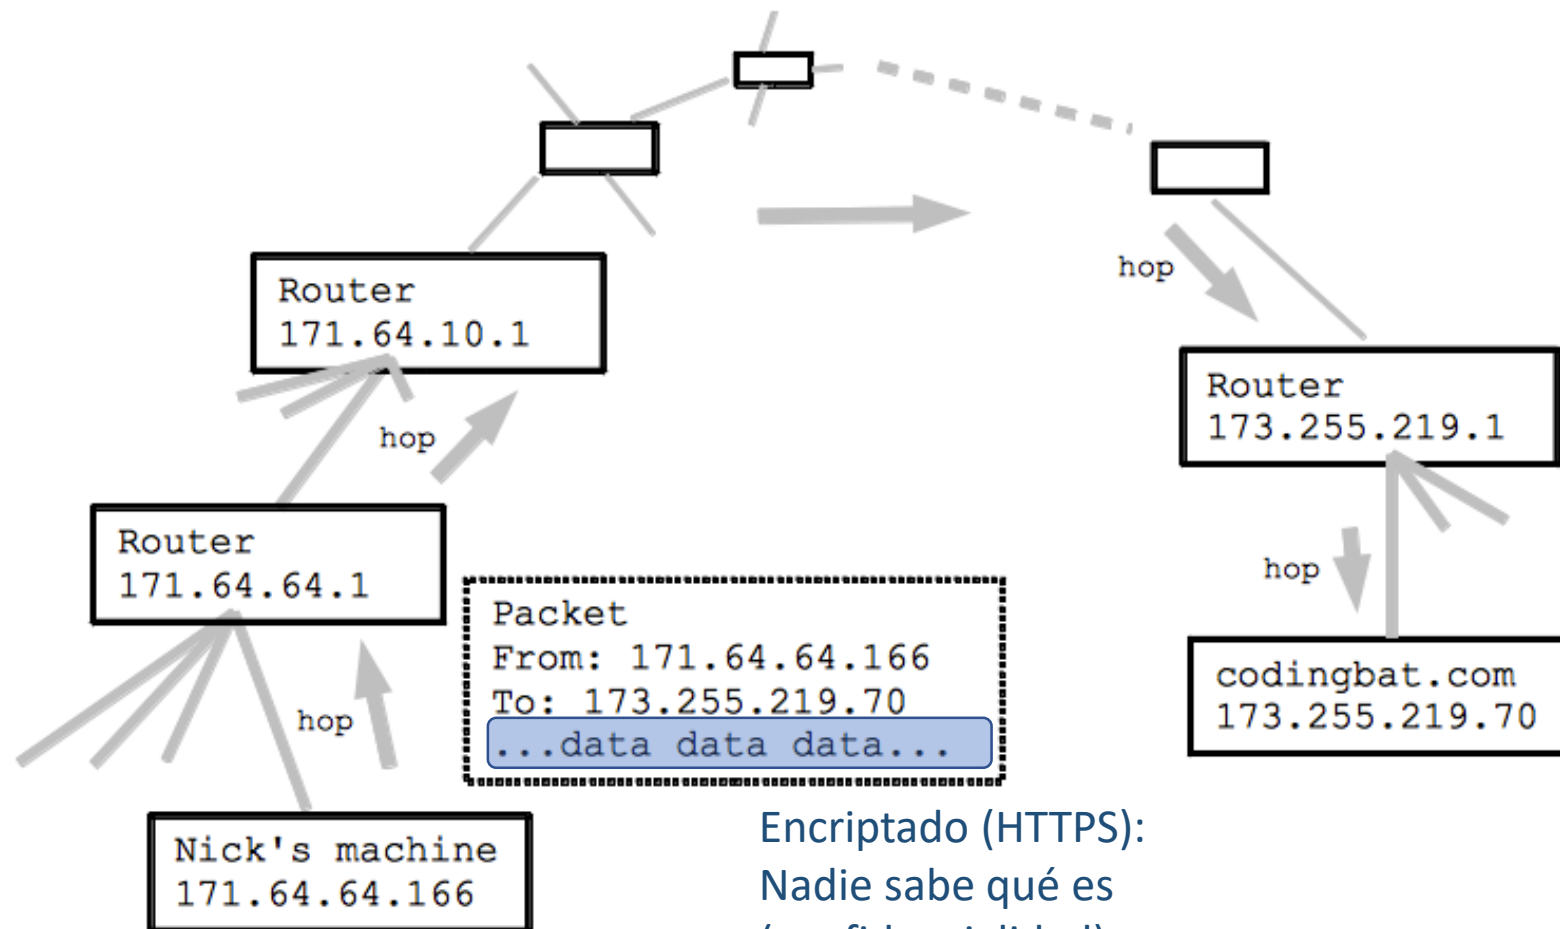 hop
Router
171.64.10.1
Router
173.255.219.1
hop
Router
171.64.64.1
hop
Packet
From: 171.64.64.166
To: 173.255.219.70
...data data data...
codingbat.com
173.255.219.70
hop
Nick's machine
171.64.64.166
Encriptado (HTTPS):
Nadie sabe qué es
(confidencialidad)